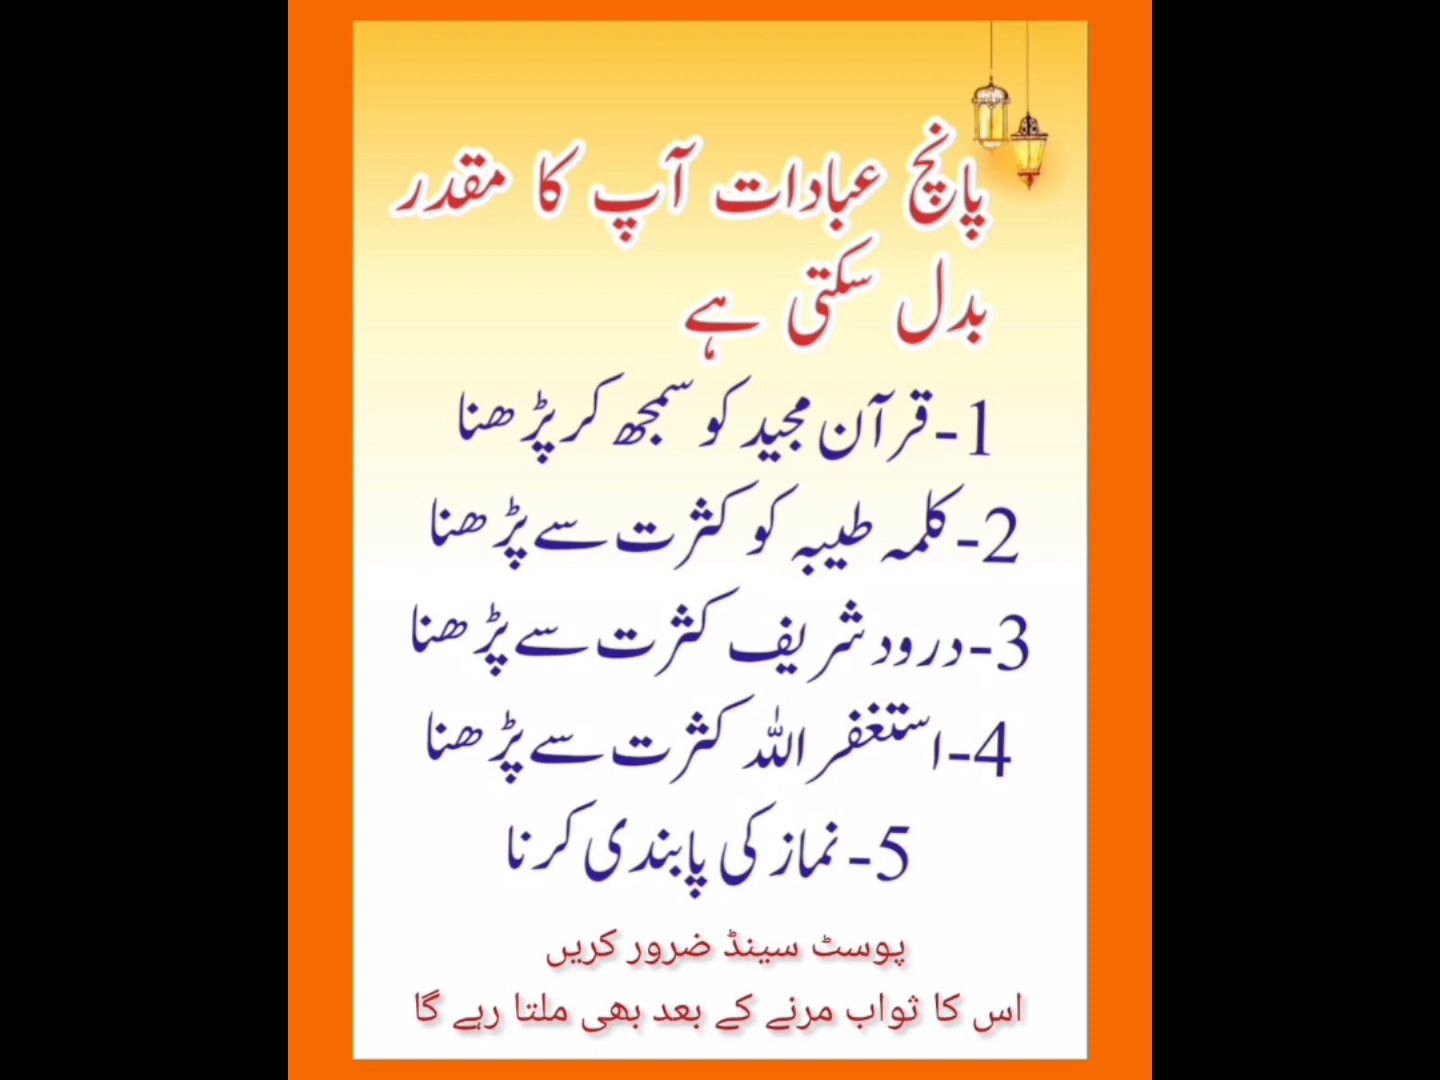 پانچ عبادات آپ کا مقدر
بدل سکتی ہے
1-قرآن مجید کو سمجھ کر پڑھنا
2-کلمہ طیبہ کو کثرت سے پڑھنا
3-درود شریف کثرت سے پڑھنا
4-استغفر اللہ کثرت سے پڑھنا
5-نماز کی پابندی کرنا
پوسٹ سینڈ ضرور کریں
اس کا ثواب مرنے کے بعد بھی ملتا رہے گا